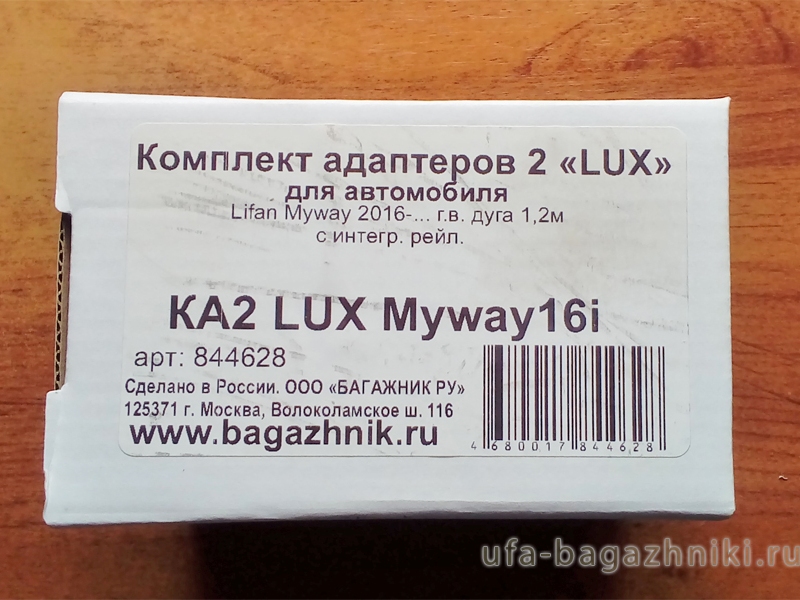 Комплект адаптеров 2 «LUX»
для автомобиля
Lifan Myway 2016-... г.в. дуга 1,2м
с интегр. рейл.
КА2 LUX Myway16i
арт: 844628
Сделано в России. ООО «БАГАЖНИК РУ»
125371 г. Москва, Волоколамское ш. 116
www.bagazhnik.ru
4 680017 844628
ufa-bagazhniki.ru